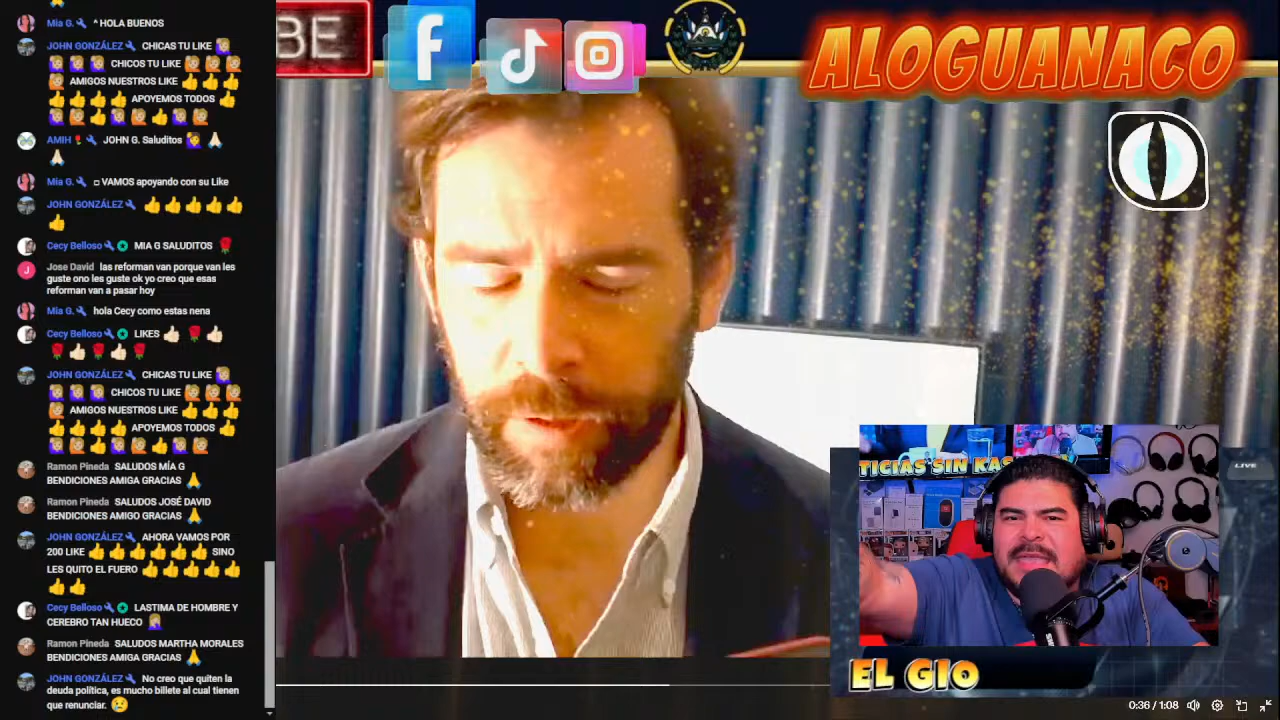 Mia G. ^ HOLA BUENOS
JOHN GONZÁLEZ CHICAS TU LIKE
CHICOS TU LIKE
AMIGOS NUESTROS LIKE
APOYEMOS TODOS
AMIH JOHN G. Saluditos
Mia G. VAMOS apoyando con su Like
JOHN GONZÁLEZ
Cecy Belloso MIA G SALUDITOS
J
Jose David las reforman van porque van les
guste ono les guste ok yo creo que esas
reforman van a pasar hoy
Mia G. hola Cecy como estas nena
Cecy Belloso LIKES
JOHN GONZÁLEZ CHICAS TU LIKE
CHICOS TU LIKE
AMIGOS NUESTROS LIKE
APOYEMOS TODOS
Ramon Pineda SALUDOS MÍA G
BENDICIONES AMIGA GRACIAS
Ramon Pineda SALUDOS JOSÉ DAVID
BENDICIONES AMIGO GRACIAS
JOHN GONZÁLEZ AHORA VAMOS POR
200 LIKE SINO
LES QUITO EL FUERO
Cecy Belloso LASTIMA DE HOMBRE Y
CEREBRO TAN HUECO
Ramon Pineda SALUDOS MARTHA MORALES
BENDICIONES AMIGA GRACIAS
JOHN GONZÁLEZ No creo que quiten la
deuda política, es mucho billete al cual tienen
que renunciar.
BE
ALOGUANACO
TICIAS SIN KAS
LIVE
EL GIO
0:36 / 1:08